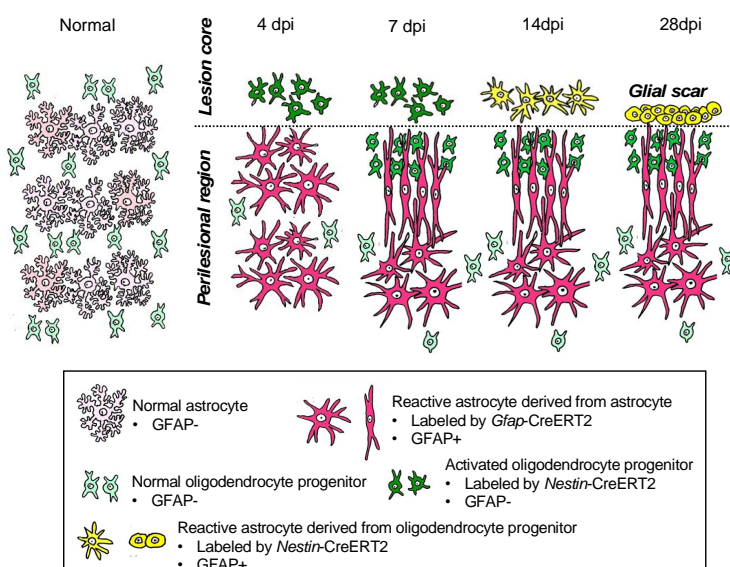 Normal
4 dpi
7 dpi
14dpi
28dpi
Lesion core
Glial scar
Perilesional region
Normal astrocyte
• GFAP-
Reactive astrocyte derived from astrocyte
• Labeled by Gfap-CreERT2
• GFAP+
Normal oligodendrocyte progenitor
• GFAP-
Activated oligodendrocyte progenitor
• Labeled by Nestin-CreERT2
• GFAP-
Reactive astrocyte derived from oligodendrocyte progenitor
• Labeled by Nestin-CreERT2
• GFAP+